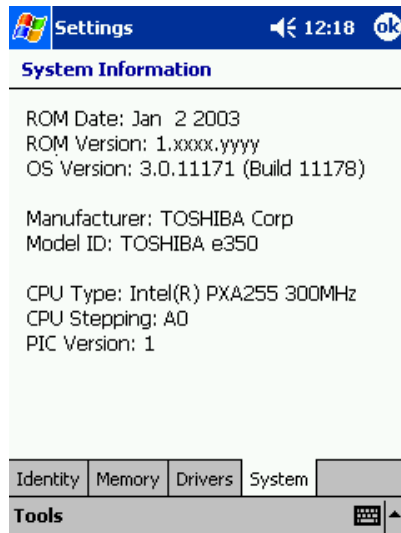 Settings 12:18 ok
System Information
ROM Date: Jan 2 2003
ROM Version: 1.xxxx.yyyy
OS Version: 3.0.11171 (Build 11178)
Manufacturer: TOSHIBA Corp
Model ID: TOSHIBA e350
CPU Type: Intel(R) PXA255 300MHz
CPU Stepping: A0
PIC Version: 1
Identity Memory Drivers System
Tools